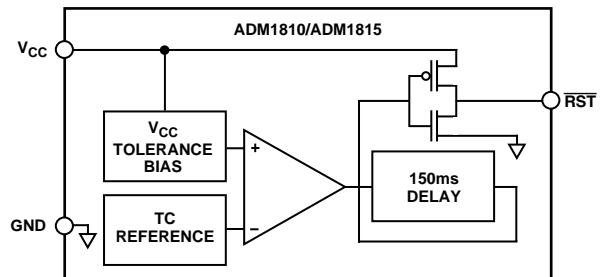 ADM1810/ADM1815
VCC
RST
VCC
TOLERANCE
BIAS
+
150ms
DELAY
GND
TC
REFERENCE
–